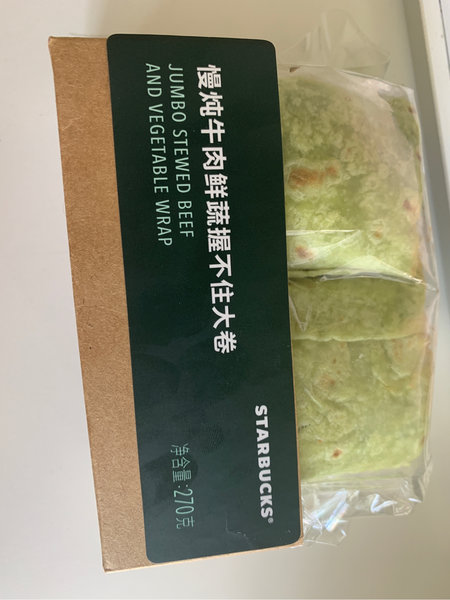 慢炖牛肉鲜蔬握不住大卷
JUMBO STEWED BEEF
AND VEGETABLE WRAP
STARBUCKS®
净含量:270克